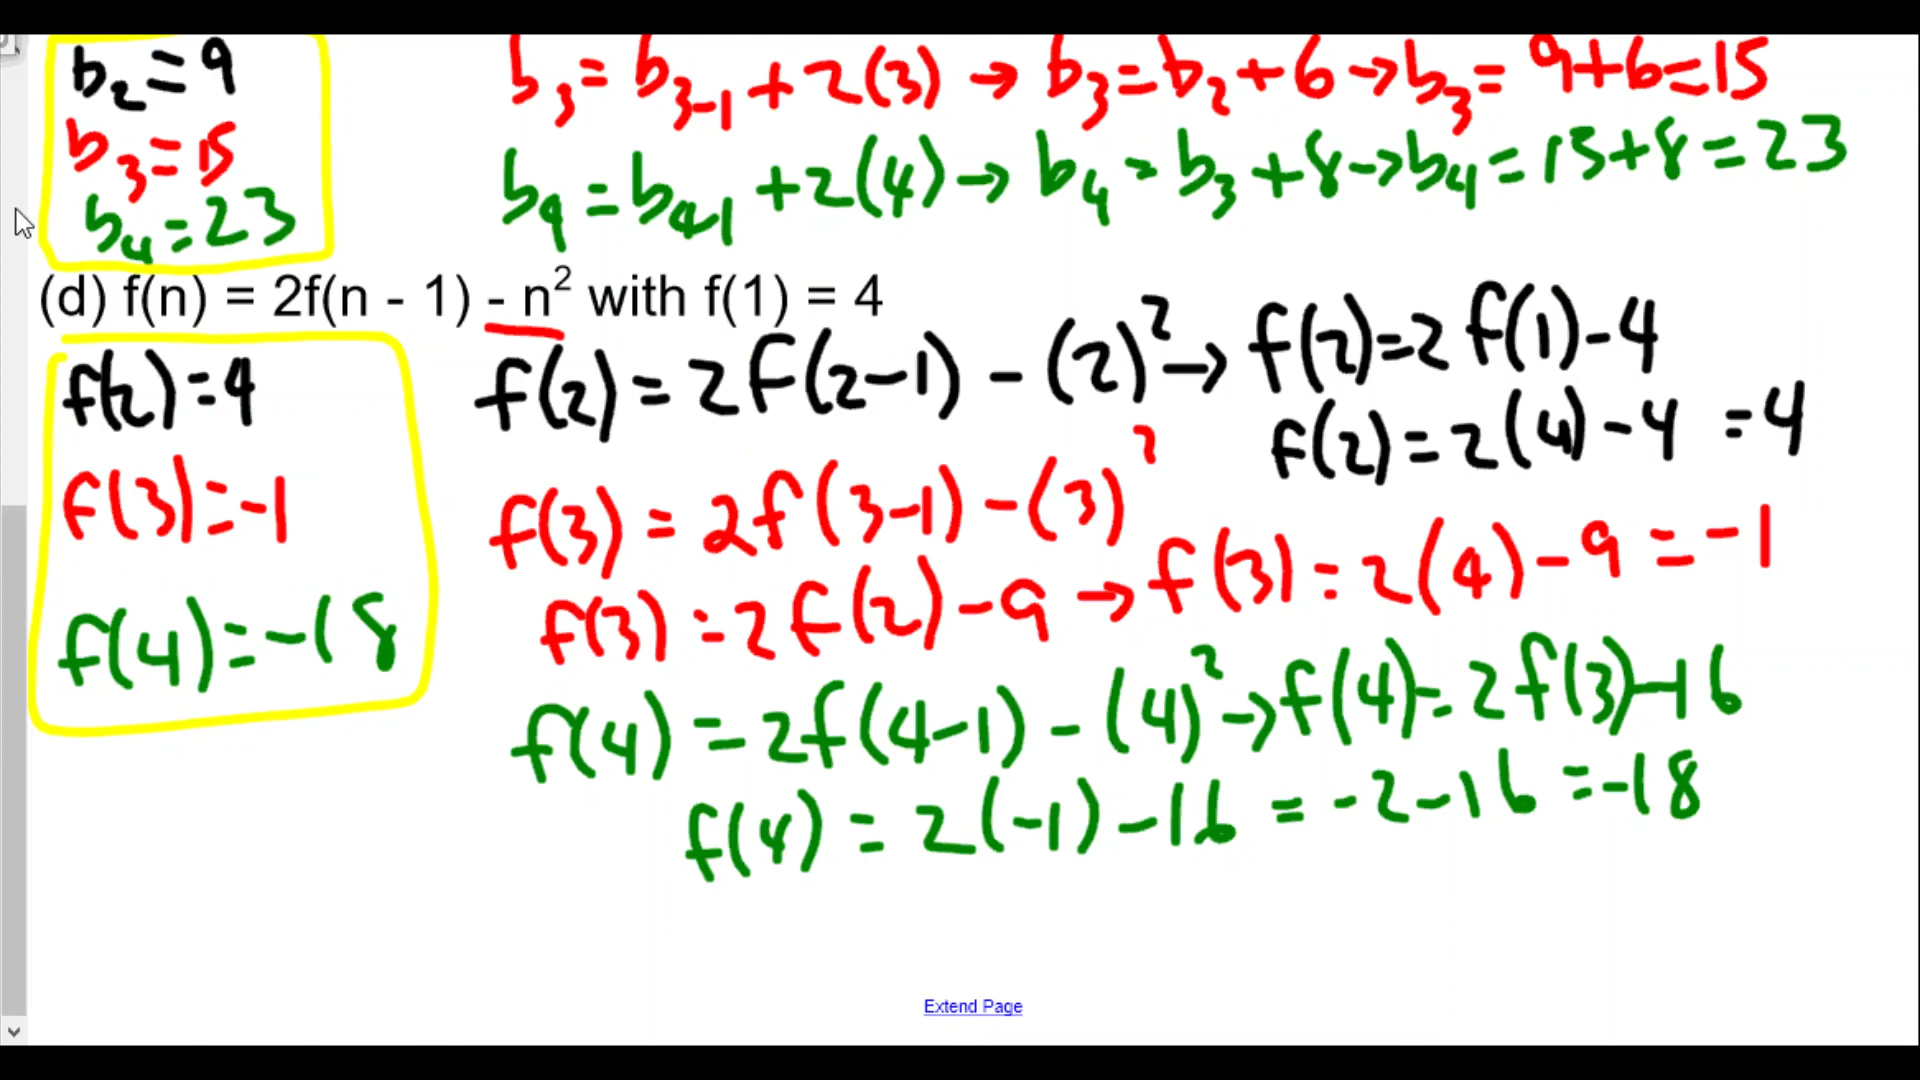 b₂ = 9
b₃ = b₃₋₁ + 2(3) → b₃ = b₂ + 6 → b₃ = 9+6=15
b₃ = 15
b₄ = b₄₋₁ + 2(4) → b₄ = b₃ + 8 → b₄ = 15+8 = 23
b₄ = 23
(d) f(n) = 2f(n - 1) - n² with f(1) = 4
f(2) = 4
f(2) = 2f(2-1) - (2)² → f(2) = 2f(1) - 4
f(2) = 2(4) - 4 = 4
f(3) = -1
f(3) = 2f(3-1) - (3)²
f(3) = 2f(2) - 9 → f(3) = 2(4) - 9 = -1
f(4) = -18
f(4) = 2f(4-1) - (4)² → f(4) = 2f(3) - 16
f(4) = 2(-1) - 16 = -2 - 16 = -18
Extend Page